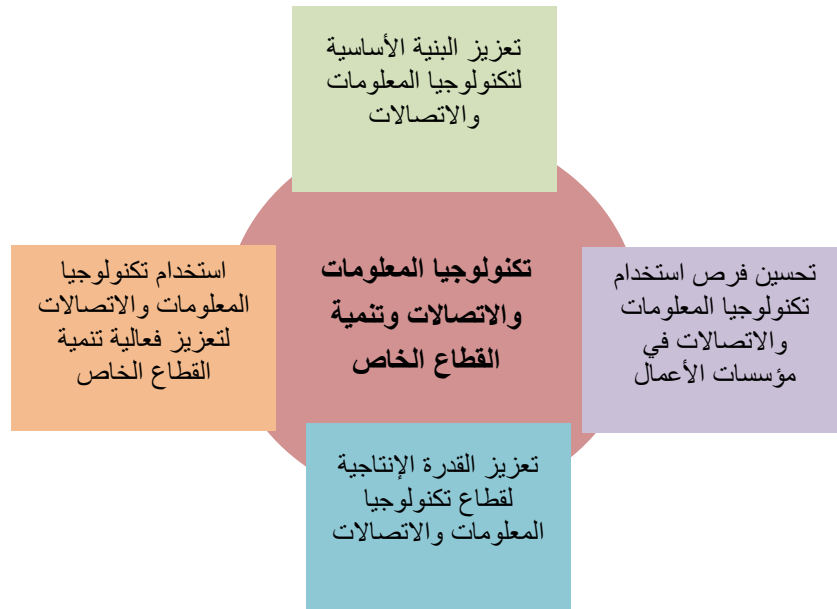 تعزيز البنية الأساسية
لتكنولوجيا المعلومات
والاتصالات
تكنولوجيا المعلومات
والاتصالات وتنمية
القطاع الخاص
تحسين فرص استخدام
تكنولوجيا المعلومات
والاتصالات في
مؤسسات الأعمال
استخدام تكنولوجيا
المعلومات والاتصالات
لتعزيز فعالية تنمية
القطاع الخاص
تعزيز القدرة الإنتاجية
لقطاع تكنولوجيا
المعلومات والاتصالات